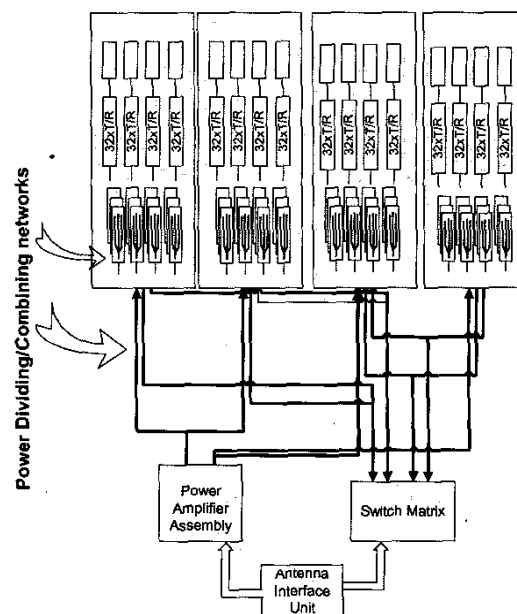 32xT/R 32xT/R 32xT/R 32xT/R 32xT/R 32xT/R 32xT/R 32xT/R 32xT/R 32xT/R 32xT/R 32xT/R 32xT/R 32xT/R 32xT/R 32xT/R
Power Dividing/Combining networks
Power
Amplifier
Assembly
Switch Matrix
Antenna
Interface
Unit